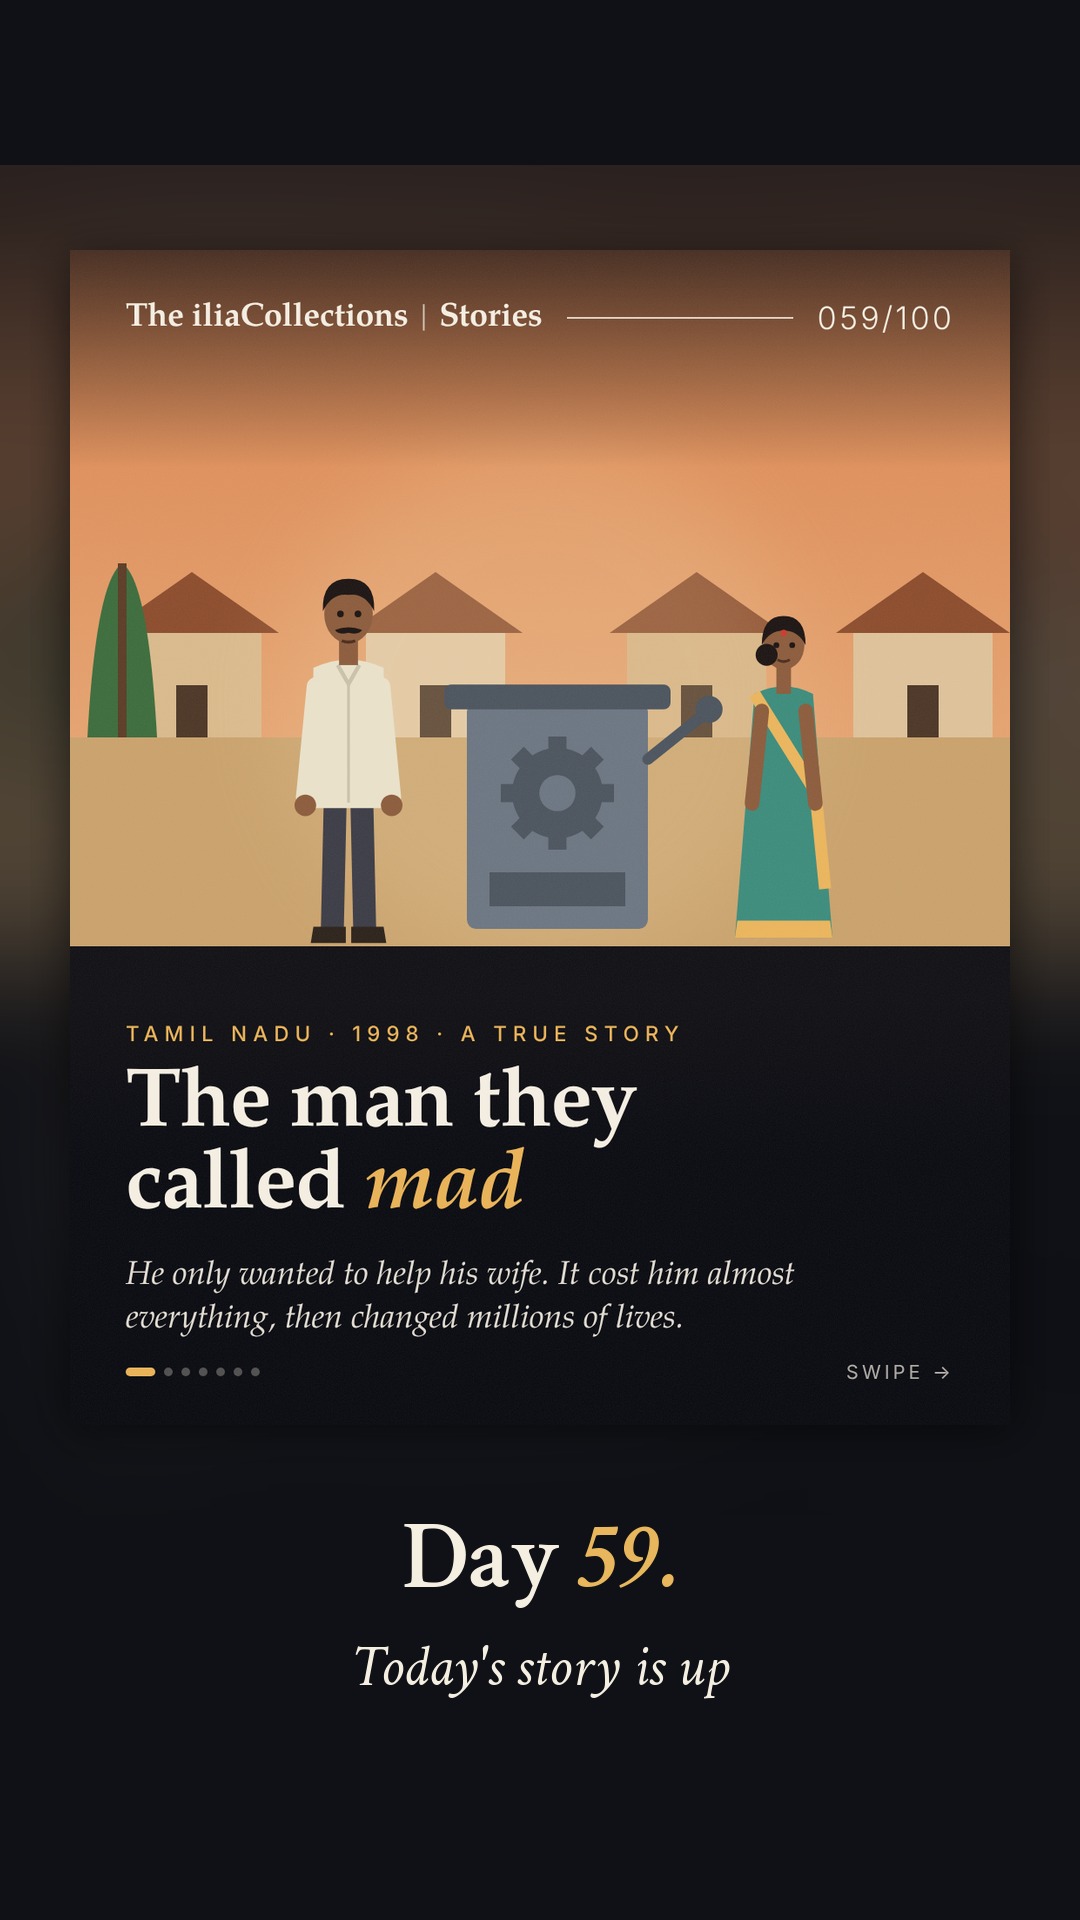 The iliaCollections | Stories 059/100
TAMIL NADU · 1998 · A TRUE STORY
The man they
called mad
He only wanted to help his wife. It cost him almost
everything, then changed millions of lives.
SWIPE →
Day 59.
Today's story is up